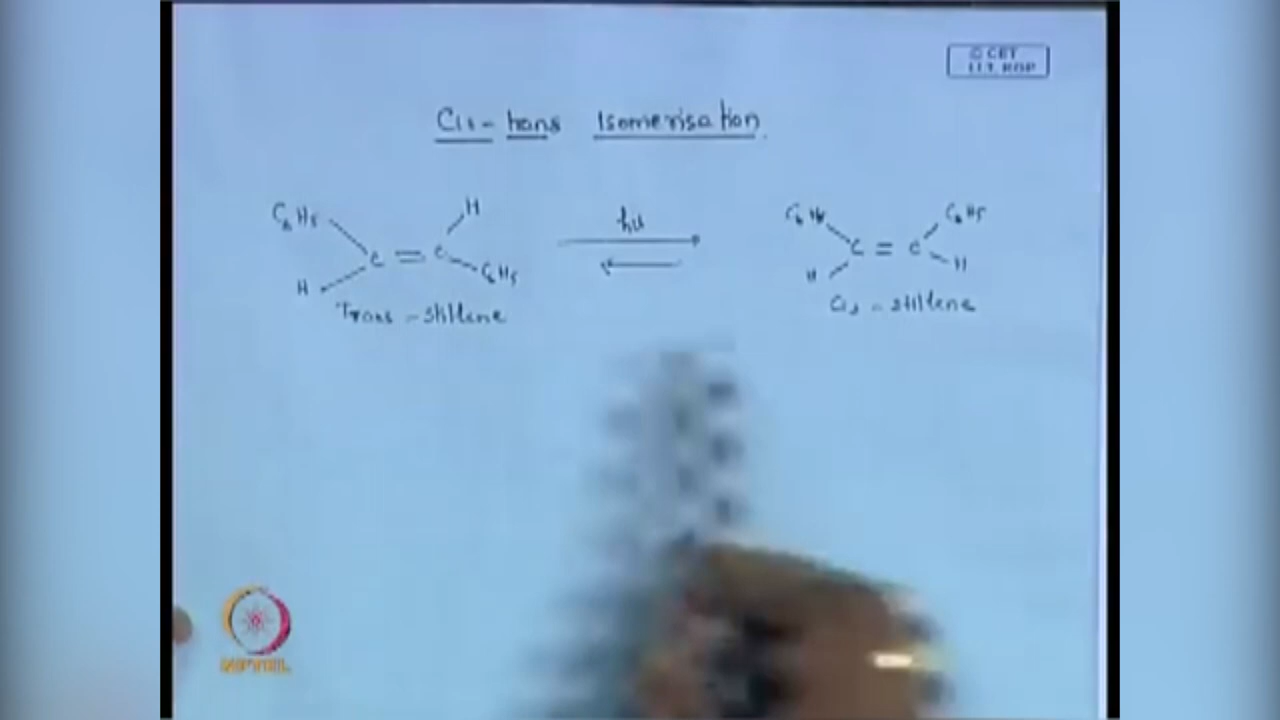 © CET
I.I.T. KGP
Cis - trans Isomerisation
C6H5 H hν C6H5 C6H5
C = C C = C
H C6H5 H H
Trans - stilbene Cis - stilbene
NPTEL